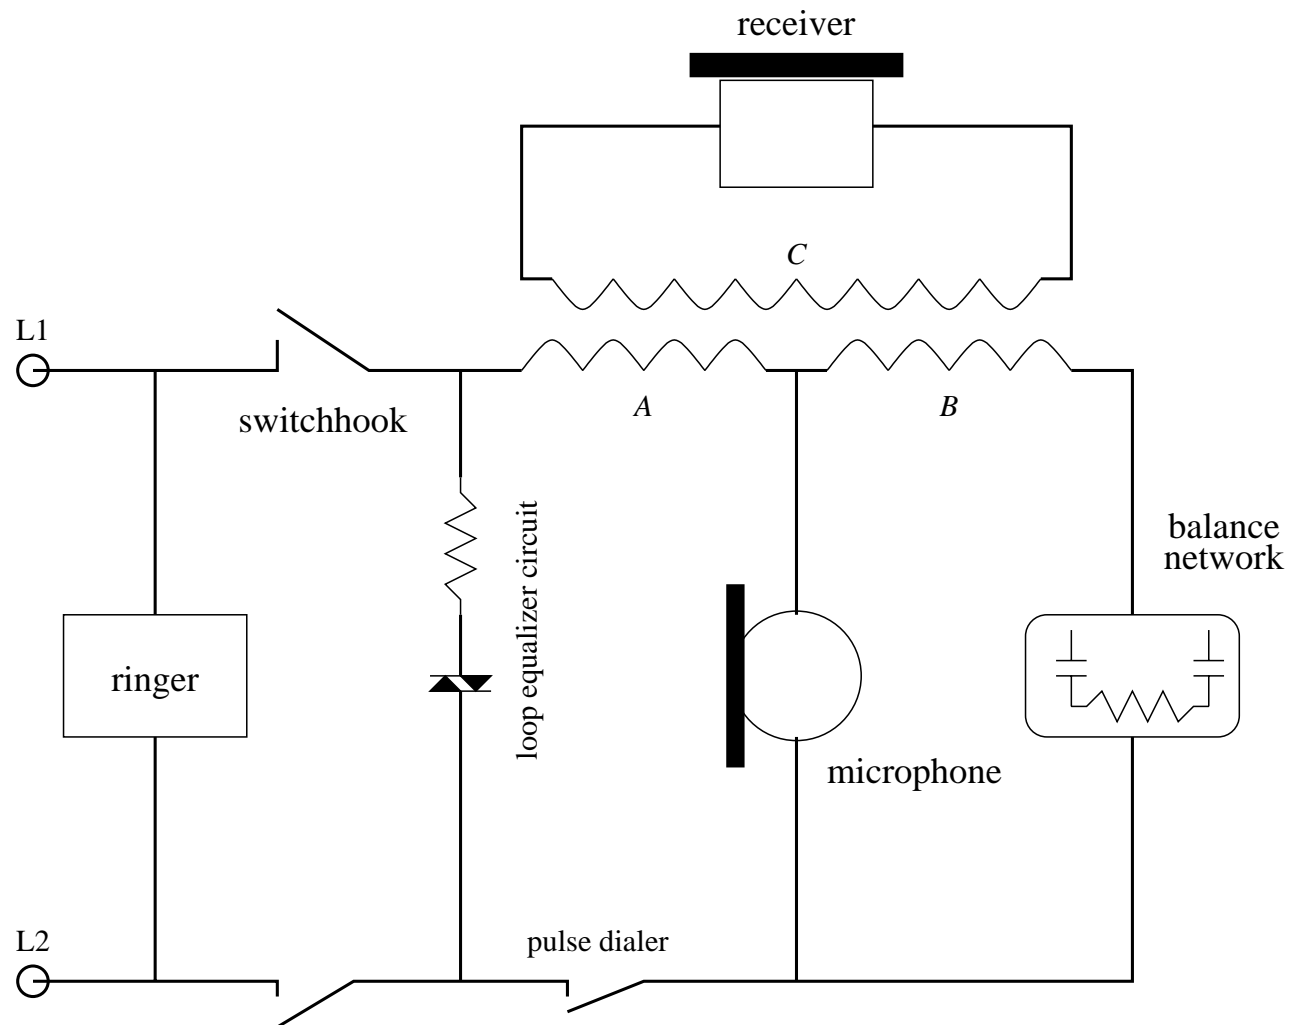 receiver
C
L1
switchhook
A
B
loop equalizer circuit
balance
network
ringer
microphone
L2
pulse dialer